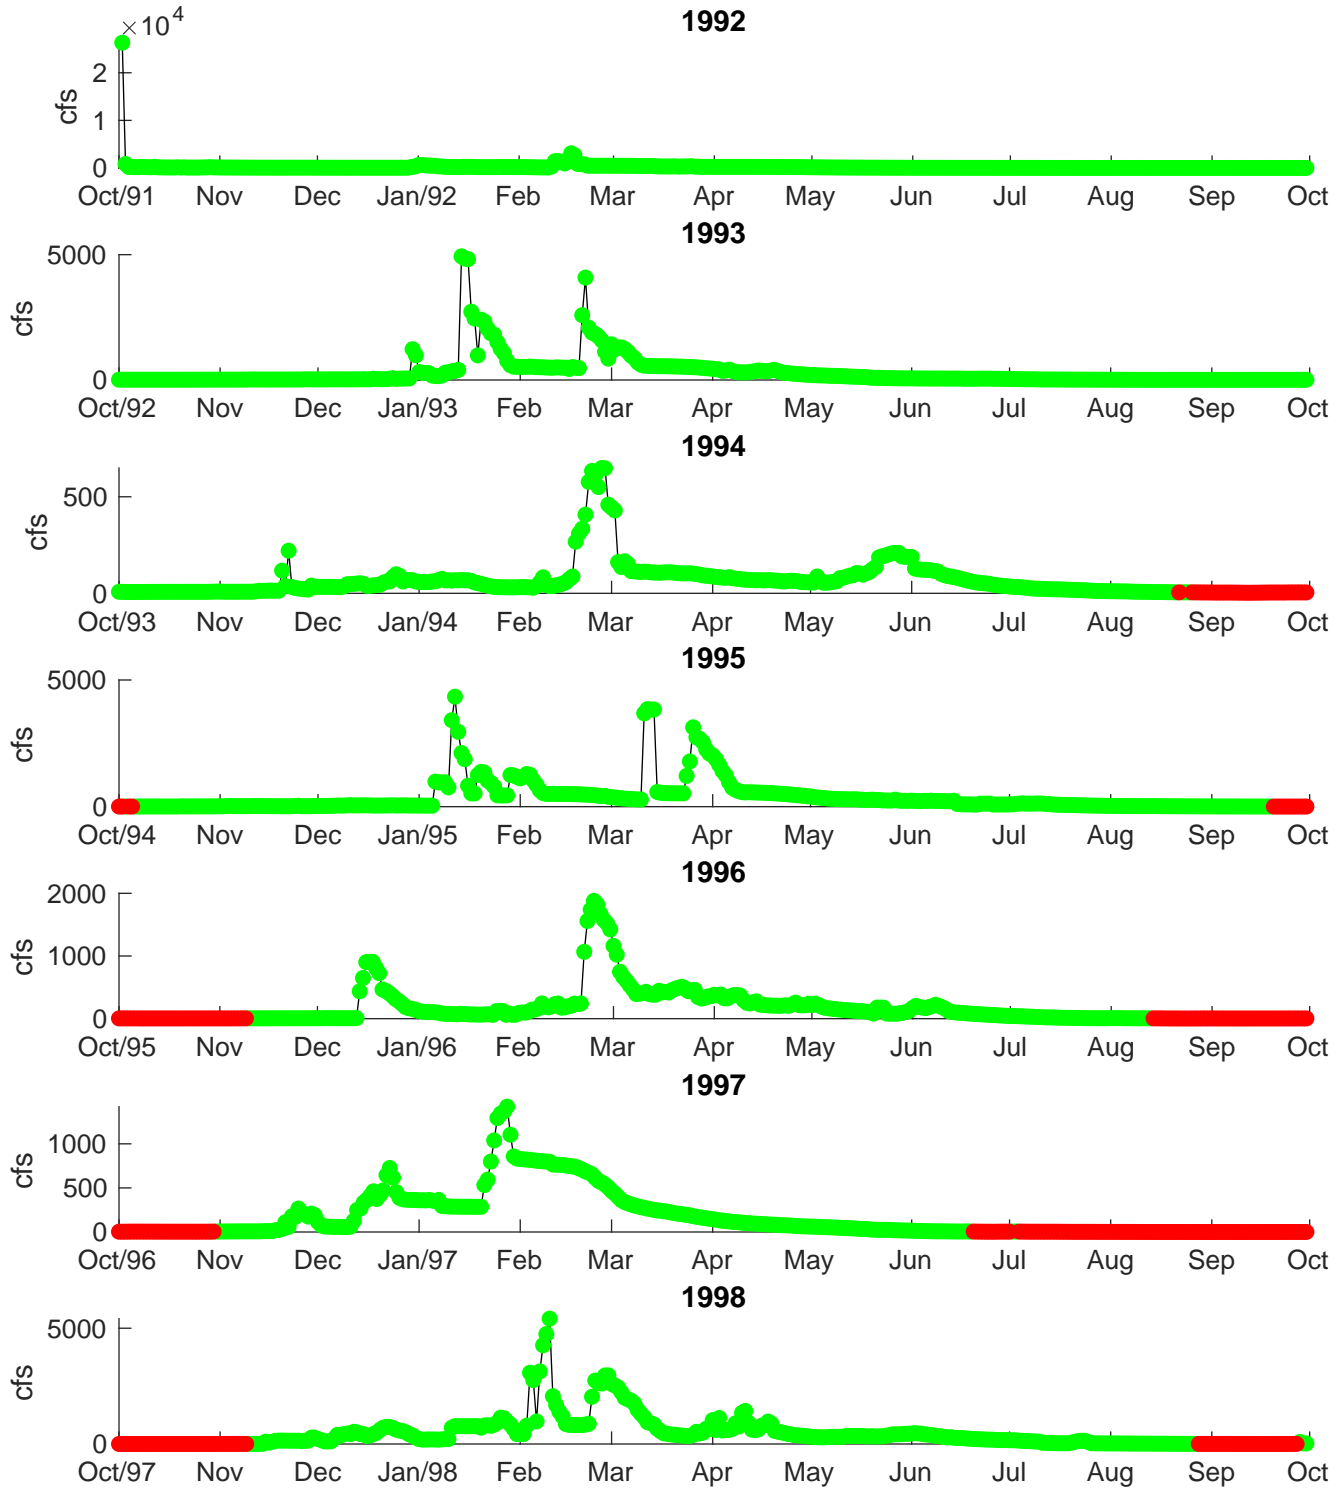 1992
×10^4
2
1
0
cfs
Oct/91 Nov Dec Jan/92 Feb Mar Apr May Jun Jul Aug Sep Oct
1993
5000
0
cfs
Oct/92 Nov Dec Jan/93 Feb Mar Apr May Jun Jul Aug Sep Oct
1994
500
0
cfs
Oct/93 Nov Dec Jan/94 Feb Mar Apr May Jun Jul Aug Sep Oct
1995
5000
0
cfs
Oct/94 Nov Dec Jan/95 Feb Mar Apr May Jun Jul Aug Sep Oct
1996
2000
1000
0
cfs
Oct/95 Nov Dec Jan/96 Feb Mar Apr May Jun Jul Aug Sep Oct
1997
1000
500
0
cfs
Oct/96 Nov Dec Jan/97 Feb Mar Apr May Jun Jul Aug Sep Oct
1998
5000
0
cfs
Oct/97 Nov Dec Jan/98 Feb Mar Apr May Jun Jul Aug Sep Oct